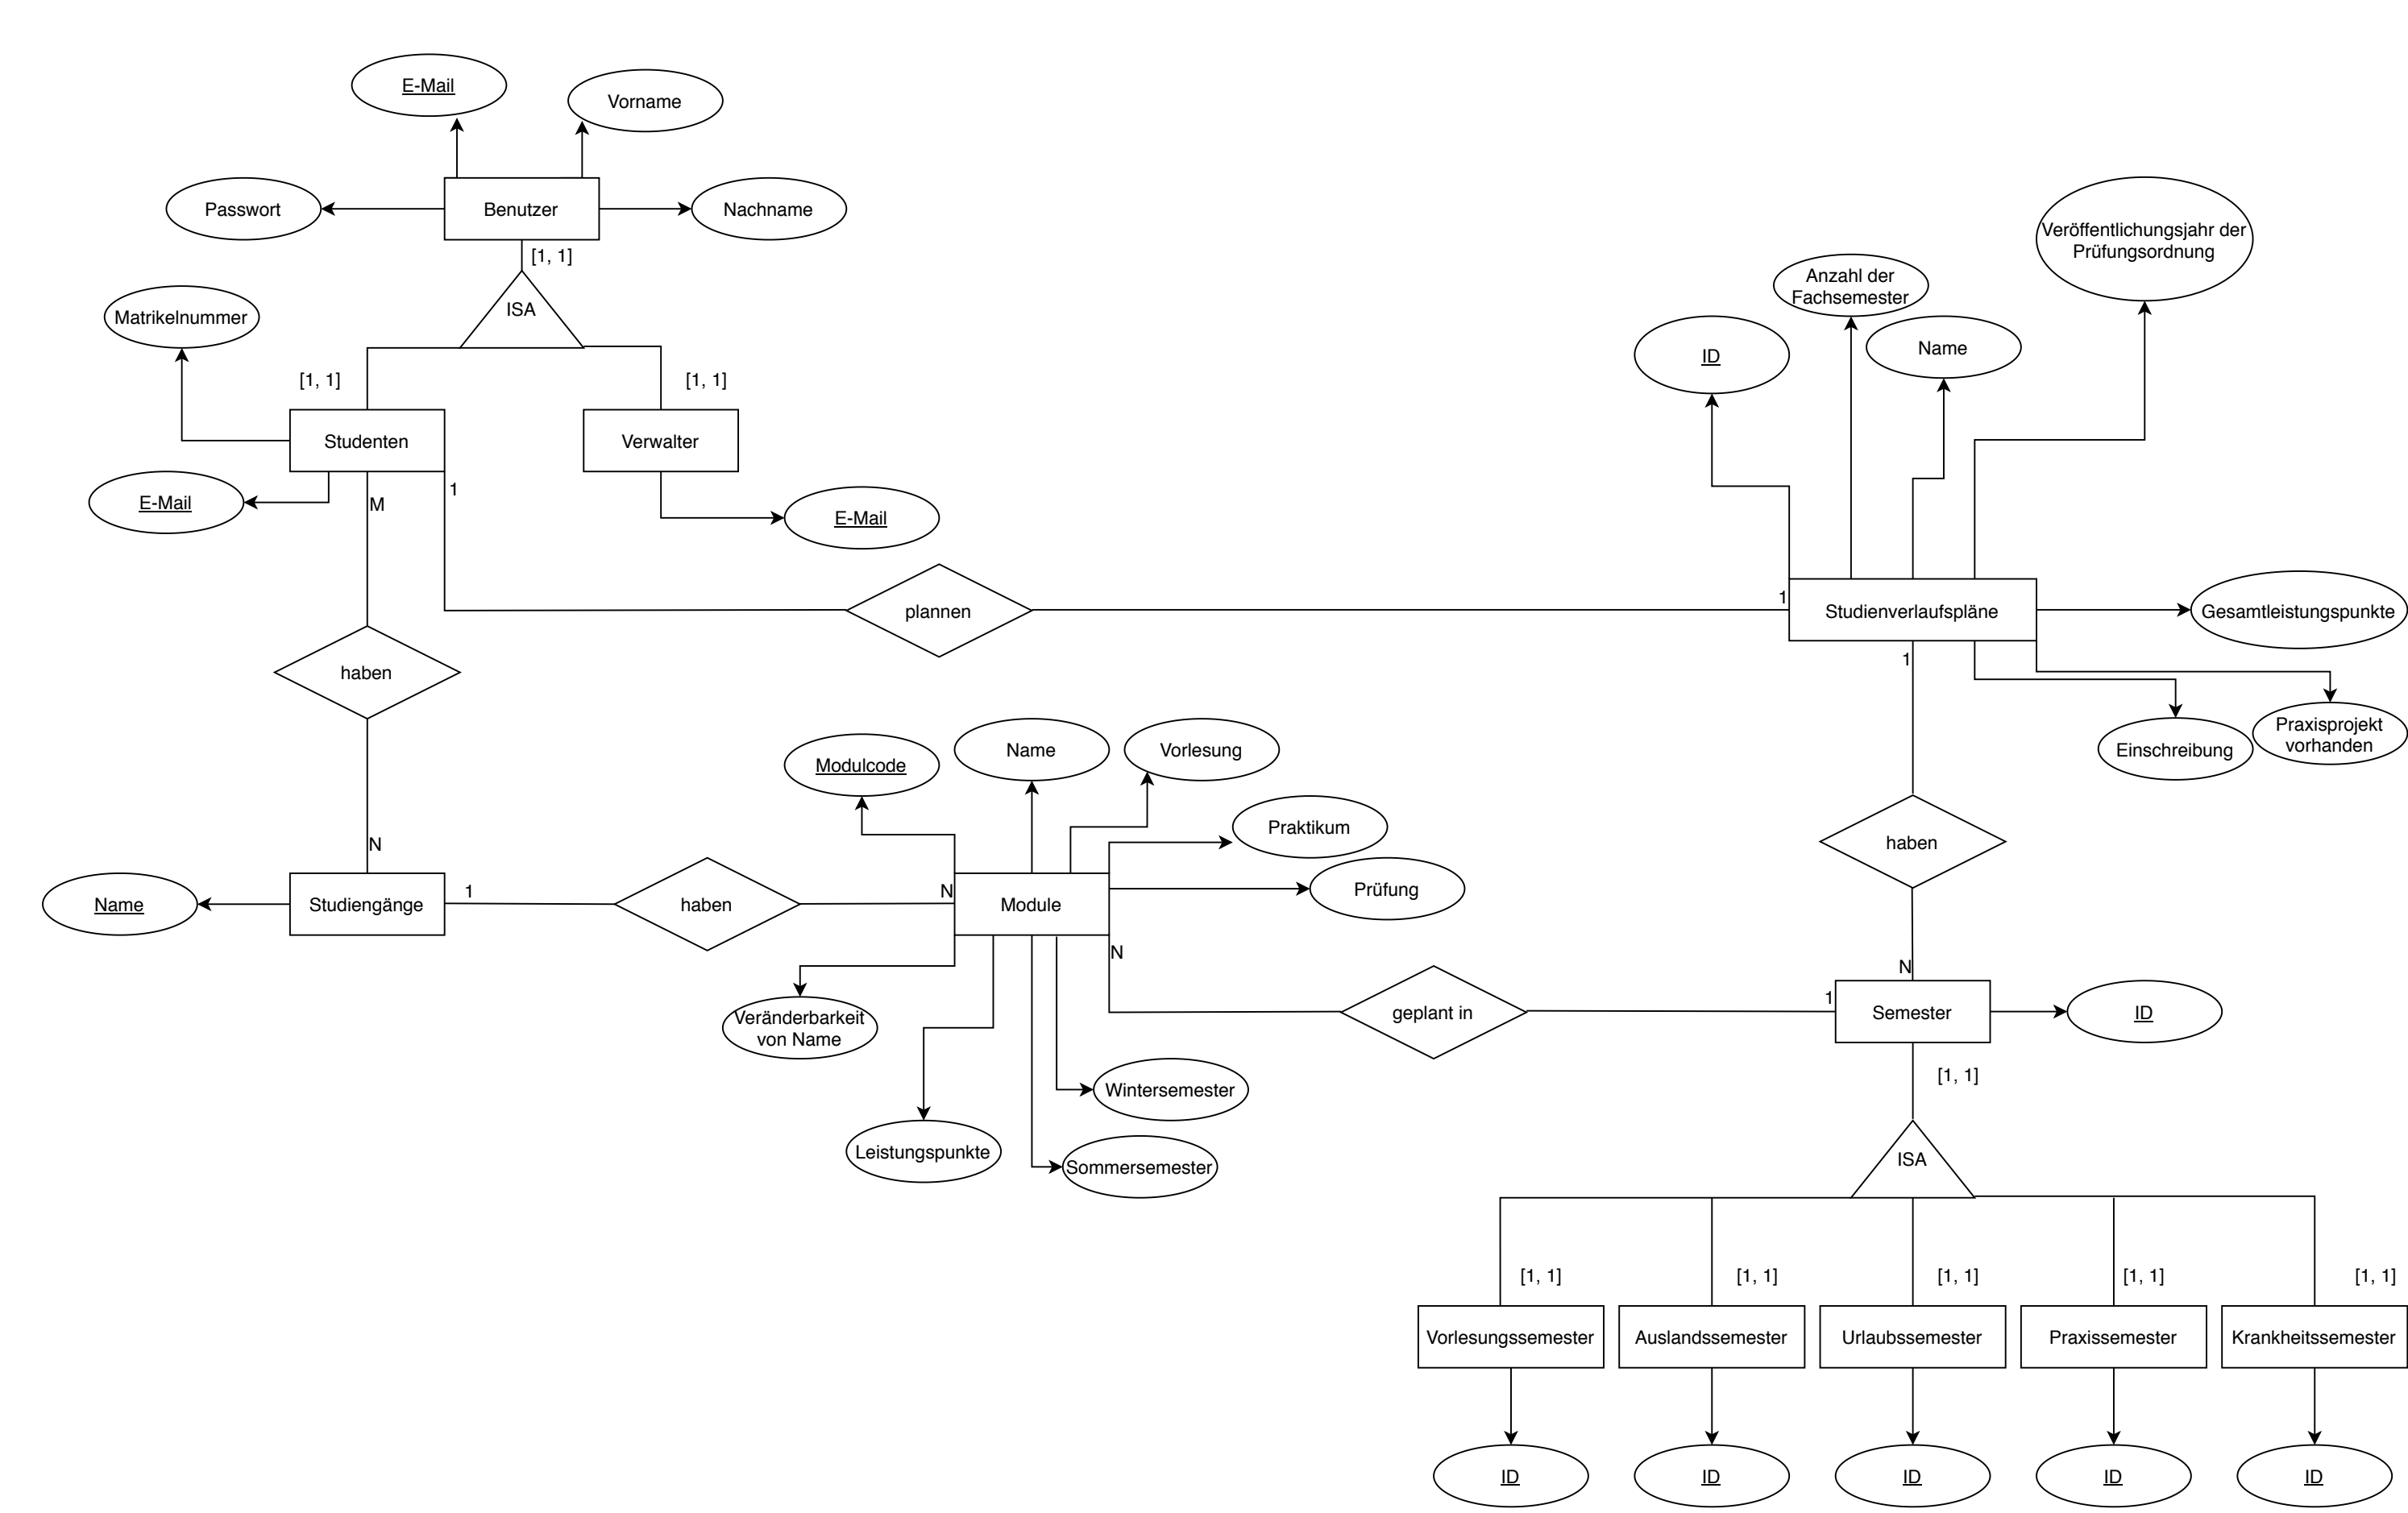 E-Mail
Vorname
Passwort
Benutzer
Nachname
[1, 1]
ISA
Matrikelnummer
[1, 1]
[1, 1]
Studenten
Verwalter
E-Mail
M
1
E-Mail
plannen
haben
N
Name
Studiengänge
1
haben
N
Modulcode
Name
Vorlesung
Praktikum
Prüfung
Module
N
Veränderbarkeit
von Name
Leistungspunkte
Wintersemester
Sommersemester
geplant in
1
ID
Anzahl der
Fachsemester
Name
Veröffentlichungsjahr der
Prüfungsordnung
1
Studienverlaufspläne
Gesamtleistungspunkte
1
Einschreibung
Praxisprojekt
vorhanden
haben
N
Semester
ID
[1, 1]
ISA
[1, 1]
[1, 1]
[1, 1]
[1, 1]
[1, 1]
Vorlesungssemester
Auslandssemester
Urlaubssemester
Praxissemester
Krankheitssemester
ID
ID
ID
ID
ID